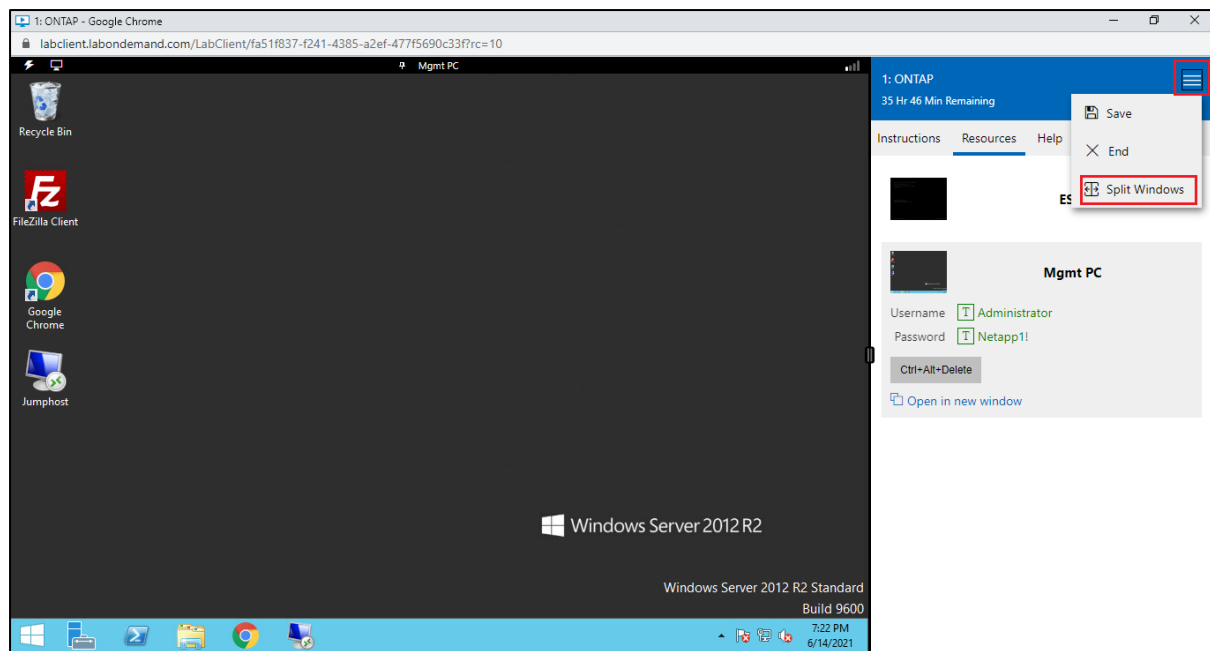 1: ONTAP - Google Chrome
labclient.labondemand.com/LabClient/fa51f837-f241-4385-a2ef-477f5690c33f?rc=10
Mgmt PC
Recycle Bin
FileZilla Client
Google
Chrome
Jumphost
Windows Server 2012 R2
Windows Server 2012 R2 Standard
Build 9600
7:22 PM
6/14/2021
1: ONTAP
35 Hr 46 Min Remaining
Save
End
Split Windows
Instructions Resources Help
ES
Mgmt PC
Username T Administrator
Password T Netapp1!
Ctrl+Alt+Delete
Open in new window